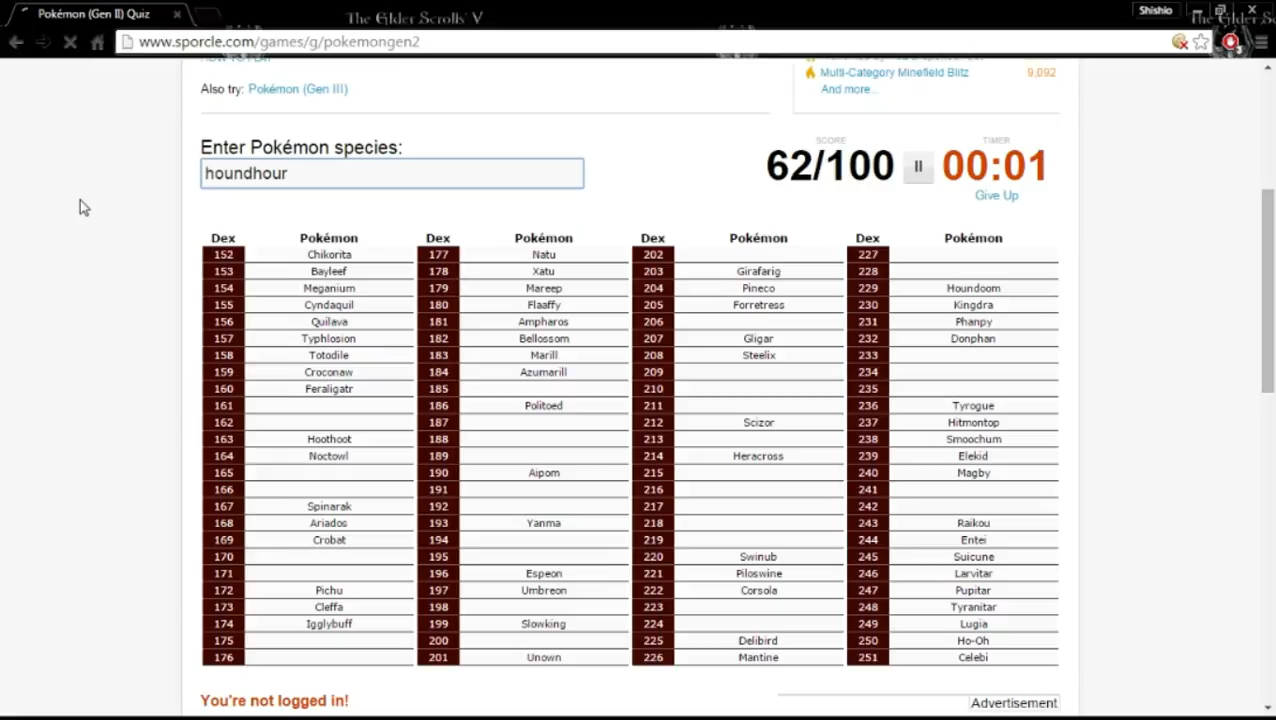 Pokémon (Gen II) Quiz
The Elder Scrolls V
Shishio
www.sporcle.com/games/g/pokemongen2
HOW TO PLAY
Multi-Category Minefield Blitz 9,092
Also try: Pokémon (Gen III)
And more...
Enter Pokémon species:
houndhour
SCORE
62/100
TIMER
00:01
Give Up
Dex Pokémon Dex Pokémon Dex Pokémon Dex Pokémon
152 Chikorita 177 Natu 202 227
153 Bayleef 178 Xatu 203 Girafarig 228
154 Meganium 179 Mareep 204 Pineco 229 Houndoom
155 Cyndaquil 180 Flaaffy 205 Forretress 230 Kingdra
156 Quilava 181 Ampharos 206 231 Phanpy
157 Typhlosion 182 Bellossom 207 Gligar 232 Donphan
158 Totodile 183 Marill 208 Steelix 233
159 Croconaw 184 Azumarill 209 234
160 Feraligatr 185 210 235
161 186 Politoed 211 236 Tyrogue
162 187 212 Scizor 237 Hitmontop
163 Hoothoot 188 213 238 Smoochum
164 Noctowl 189 214 Heracross 239 Elekid
165 190 Aipom 215 240 Magby
166 191 216 241
167 Spinarak 192 217 242
168 Ariados 193 Yanma 218 243 Raikou
169 Crobat 194 219 244 Entei
170 195 220 Swinub 245 Suicune
171 196 Espeon 221 Piloswine 246 Larvitar
172 Pichu 197 Umbreon 222 Corsola 247 Pupitar
173 Cleffa 198 223 248 Tyranitar
174 Igglybuff 199 Slowking 224 249 Lugia
175 200 225 Delibird 250 Ho-Oh
176 201 Unown 226 Mantine 251 Celebi
You're not logged in!
Advertisement